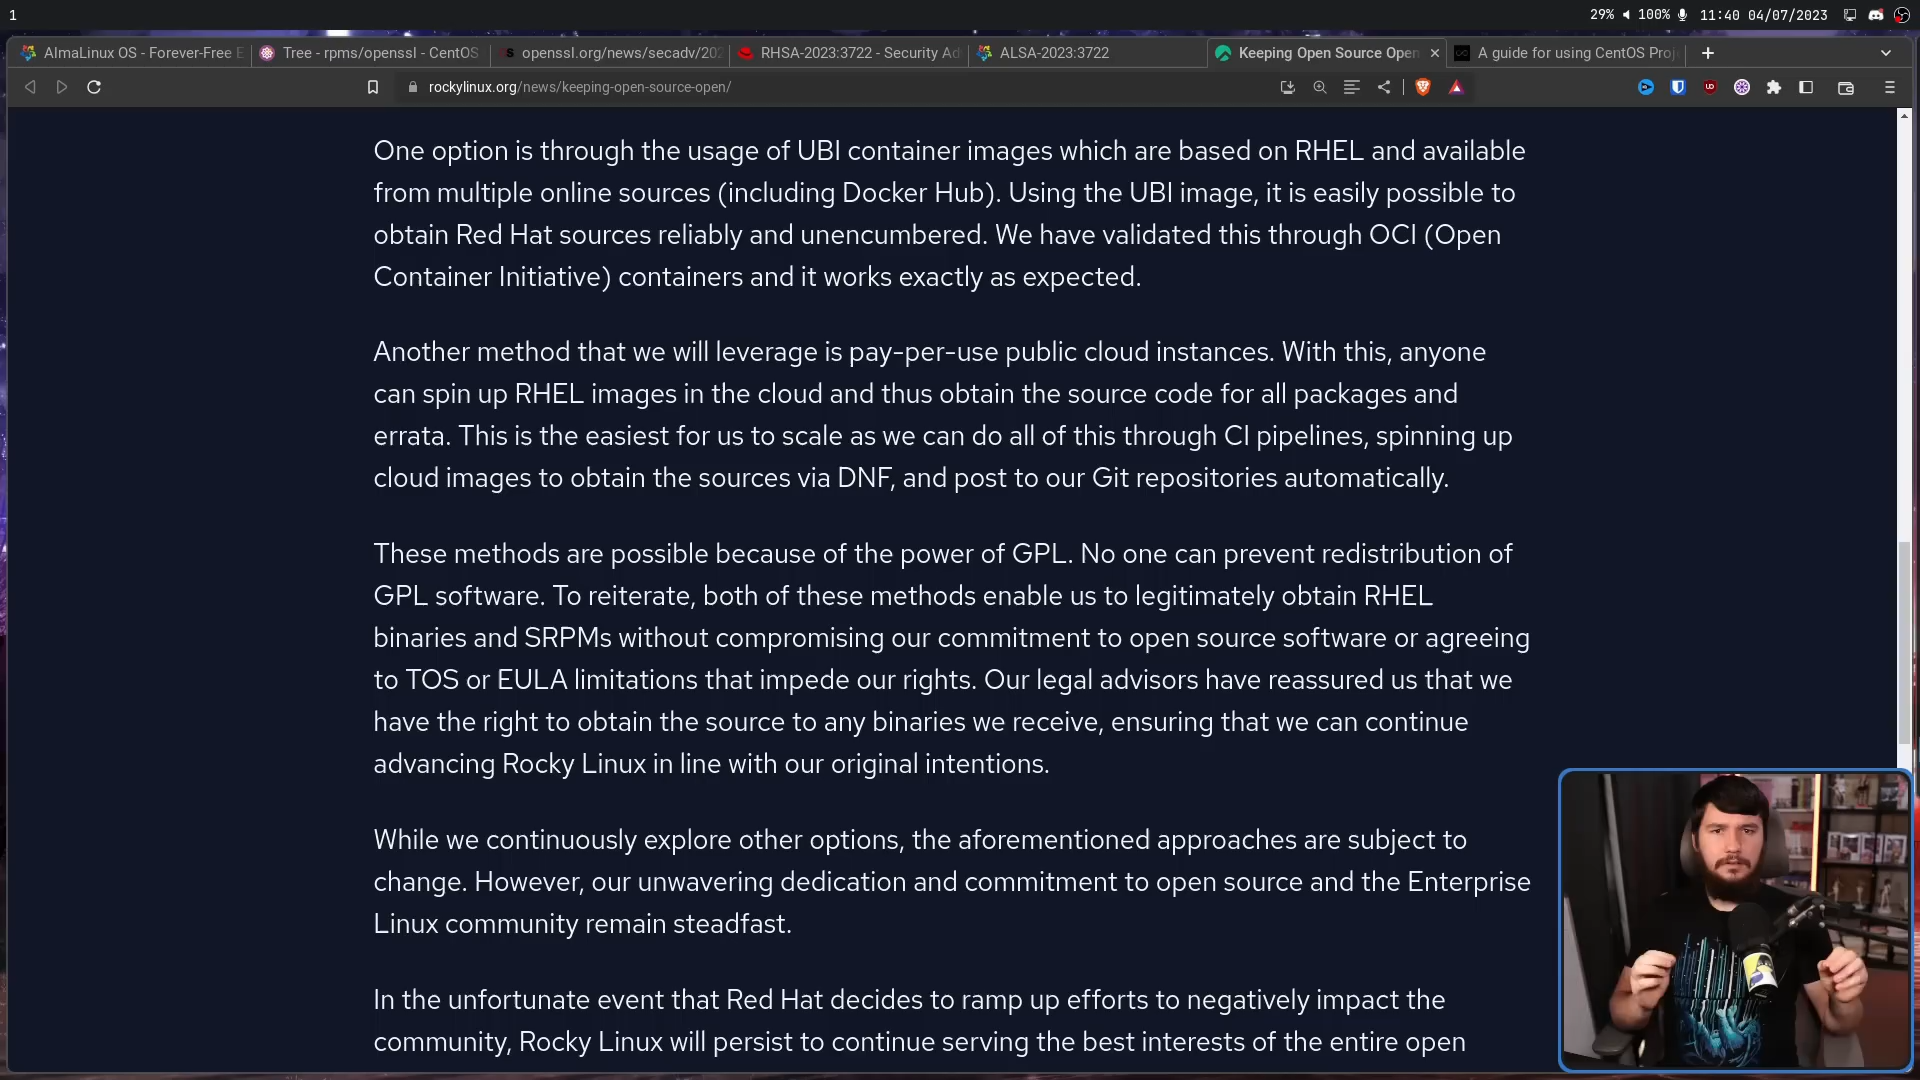 1
29% 100% 11:40 04/07/2023
AlmaLinux OS - Forever-Free E
Tree - rpms/openssl - CentOS
openssl.org/news/secadv/202
RHSA-2023:3722 - Security Ad
ALSA-2023:3722
Keeping Open Source Open
A guide for using CentOS Proj
rockylinux.org/news/keeping-open-source-open/
One option is through the usage of UBI container images which are based on RHEL and available
from multiple online sources (including Docker Hub). Using the UBI image, it is easily possible to
obtain Red Hat sources reliably and unencumbered. We have validated this through OCI (Open
Container Initiative) containers and it works exactly as expected.
Another method that we will leverage is pay-per-use public cloud instances. With this, anyone
can spin up RHEL images in the cloud and thus obtain the source code for all packages and
errata. This is the easiest for us to scale as we can do all of this through CI pipelines, spinning up
cloud images to obtain the sources via DNF, and post to our Git repositories automatically.
These methods are possible because of the power of GPL. No one can prevent redistribution of
GPL software. To reiterate, both of these methods enable us to legitimately obtain RHEL
binaries and SRPMs without compromising our commitment to open source software or agreeing
to TOS or EULA limitations that impede our rights. Our legal advisors have reassured us that we
have the right to obtain the source to any binaries we receive, ensuring that we can continue
advancing Rocky Linux in line with our original intentions.
While we continuously explore other options, the aforementioned approaches are subject to
change. However, our unwavering dedication and commitment to open source and the Enterprise
Linux community remain steadfast.
In the unfortunate event that Red Hat decides to ramp up efforts to negatively impact the
community, Rocky Linux will persist to continue serving the best interests of the entire open